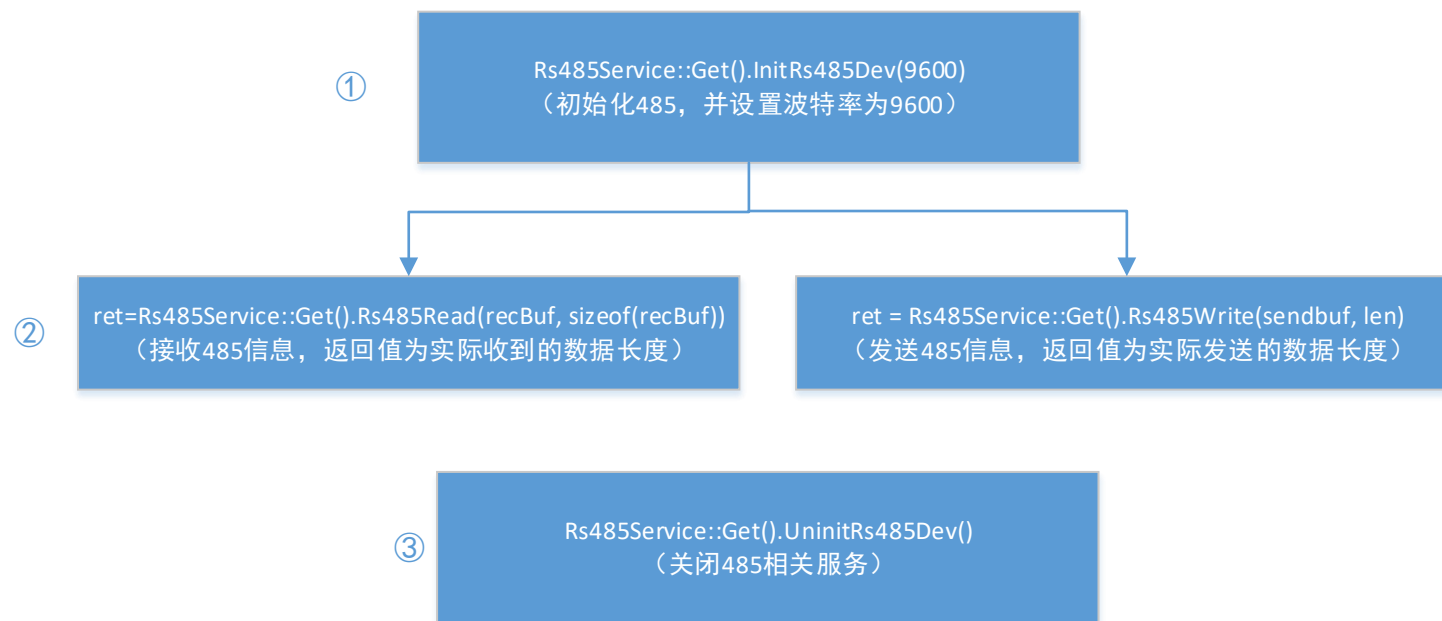 ①
Rs485Service::Get().InitRs485Dev(9600)
（初始化485，并设置波特率为9600）
②
ret=Rs485Service::Get().Rs485Read(recBuf, sizeof(recBuf))
（接收485信息，返回值为实际收到的数据长度）
ret = Rs485Service::Get().Rs485Write(sendbuf, len)
（发送485信息，返回值为实际发送的数据长度）
③
Rs485Service::Get().UninitRs485Dev()
（关闭485相关服务）